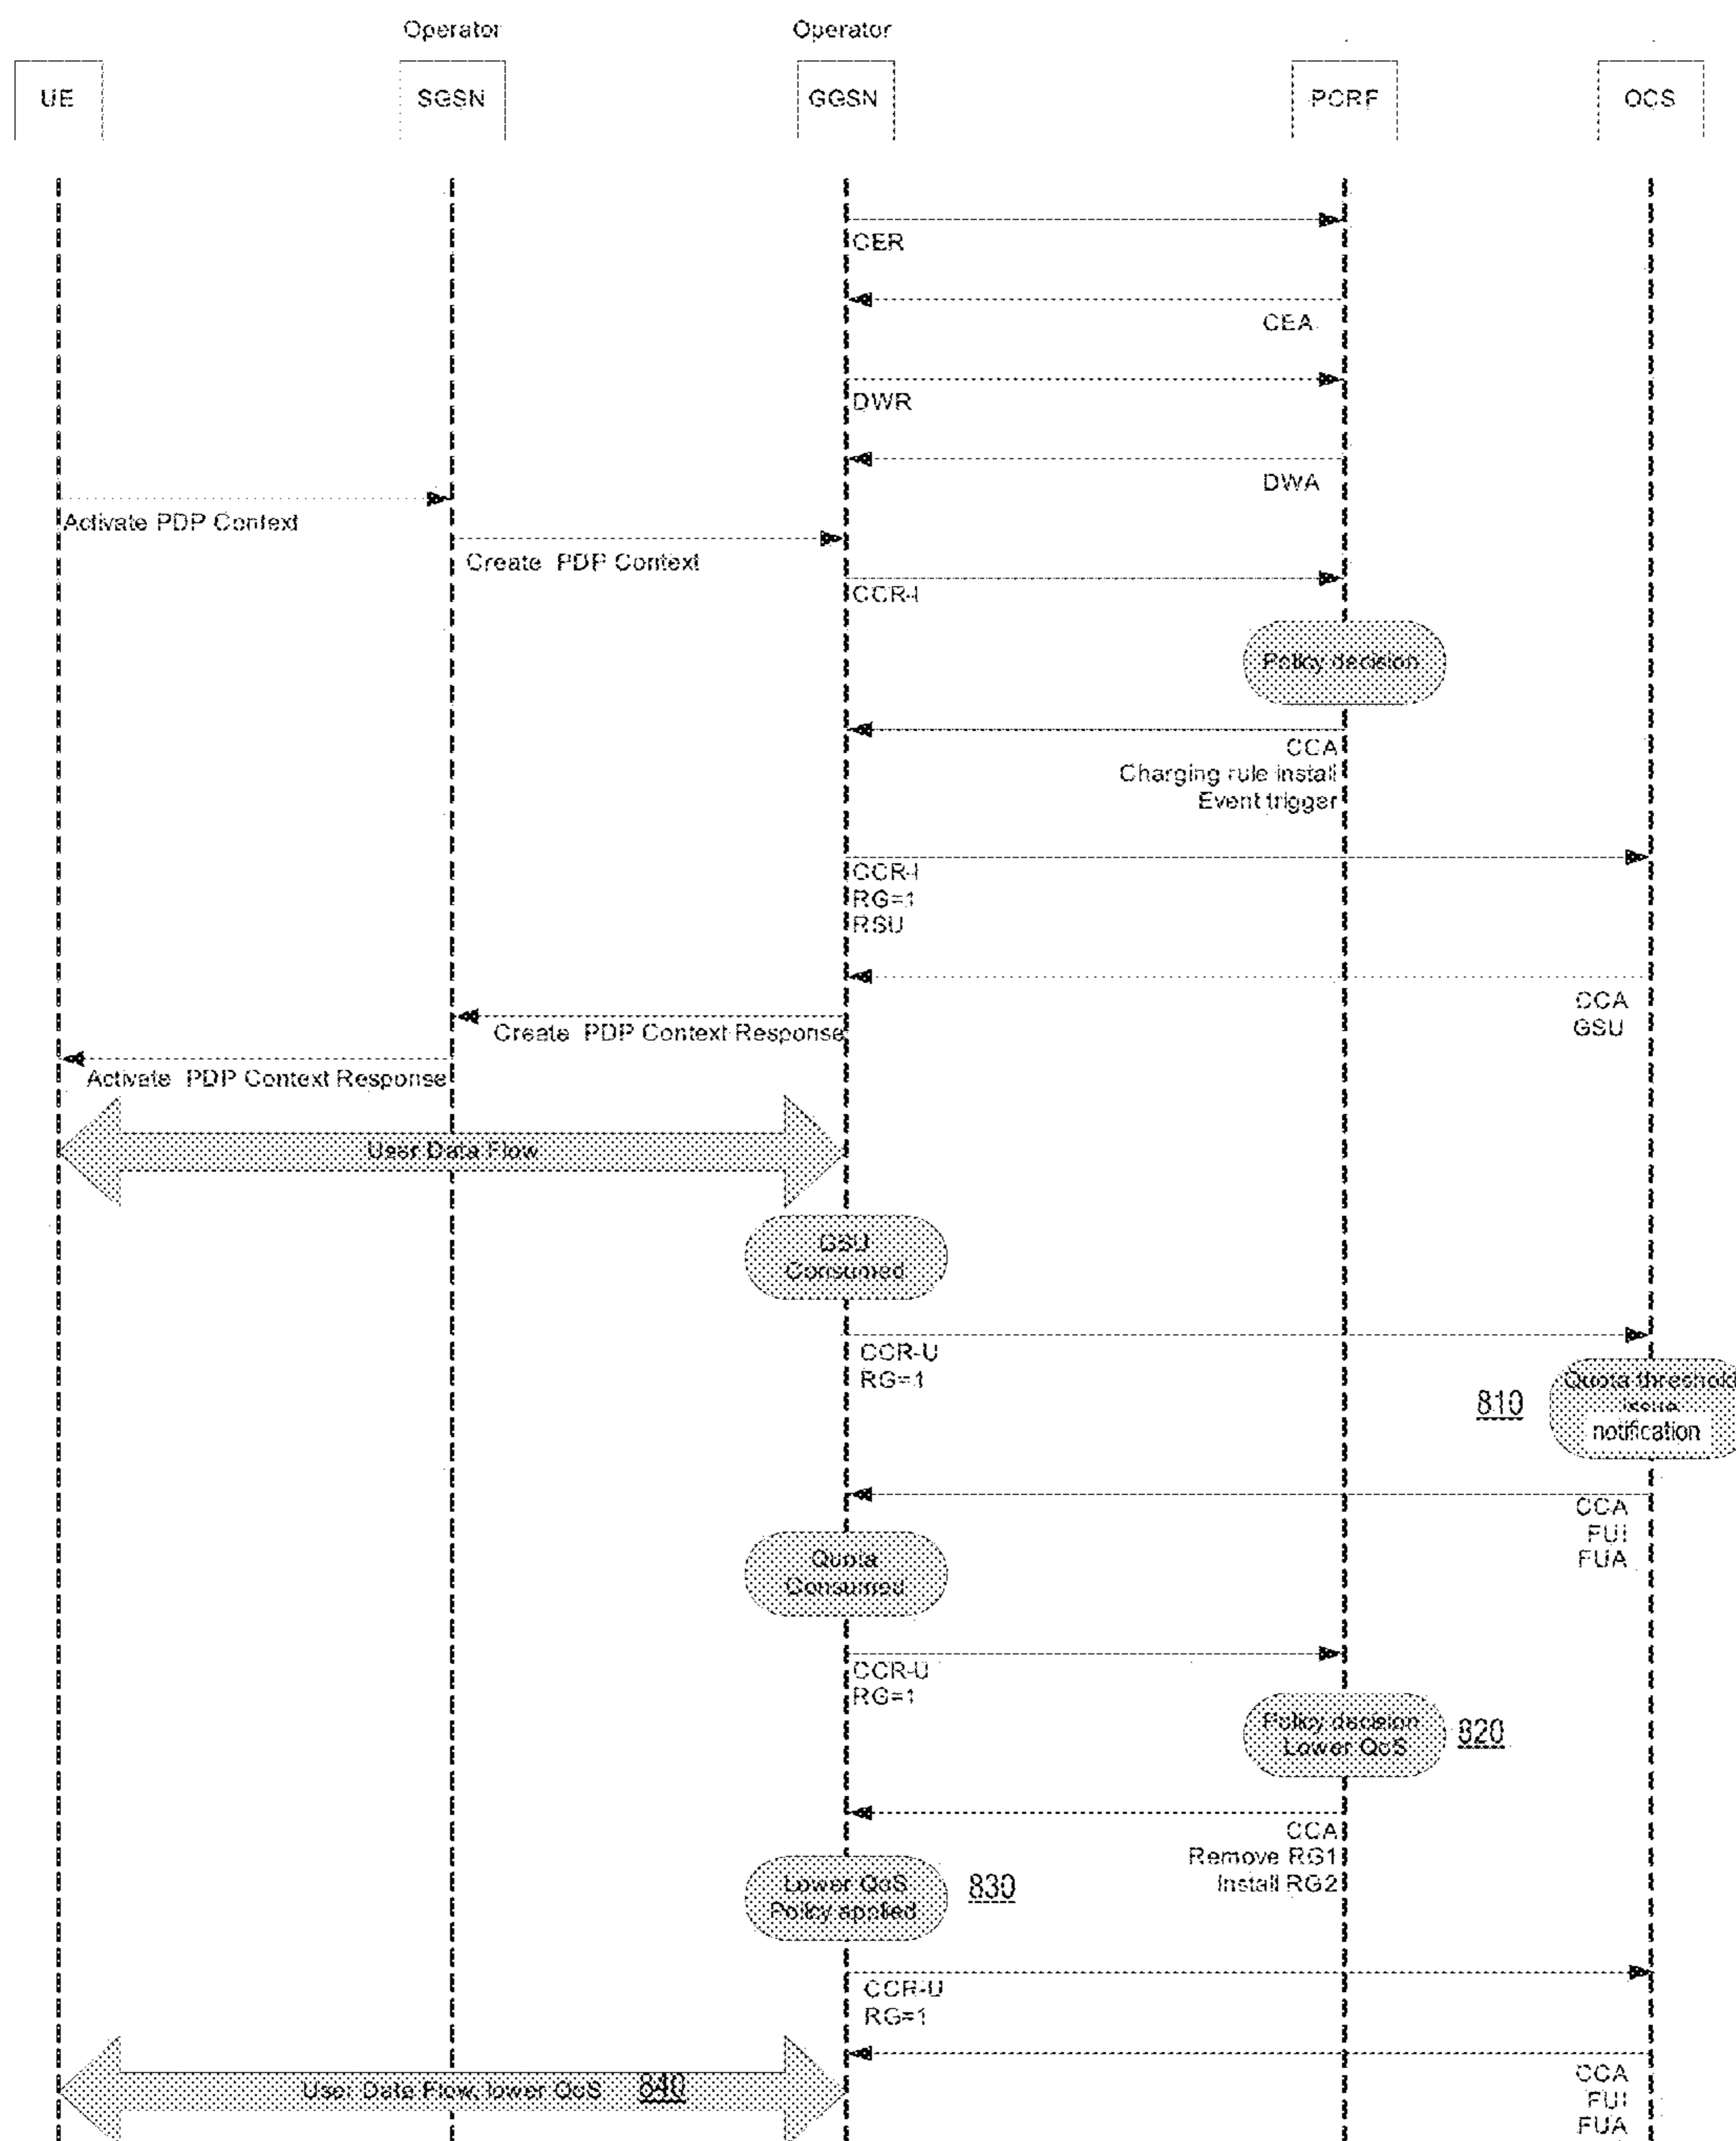 Operator
Operator
UE
SGSN
GGSN
PCRF
OCS
CER
CEA
DWR
DWA
Activate PDP Context
Create PDP Context
CCR-I
Policy decision
CCA
Charging rule install
Event trigger
CCR-I
RG=1
RSU
CCA
GSU
Create PDP Context Response
Activate PDP Context Response
User Data Flow
GSU
Consumed
CCR-U
RG=1
810
Quota threshold
issue
notification
CCA
FUI
FUA
Quota
Consumed
CCR-U
RG=1
Policy decision
Lower QoS
820
CCA
Remove RG1
Install RG2
Lower QoS
Policy applied
830
CCR-U
RG=1
User Data Flow, lower QoS 840
CCA
FUI
FUA